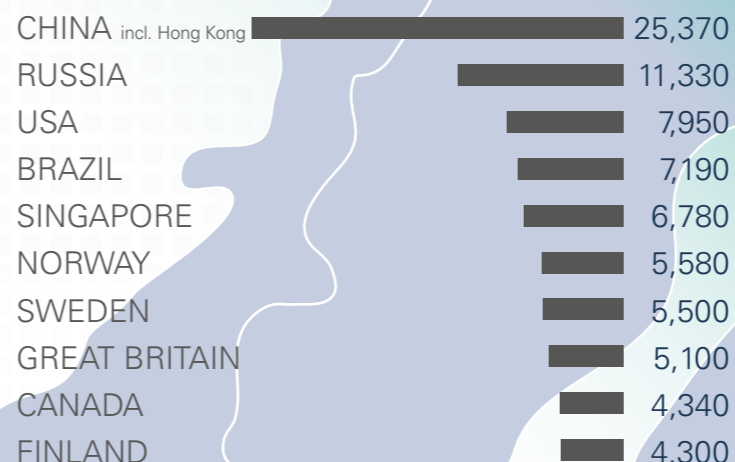 CHINA incl. Hong Kong 25,370
RUSSIA 11,330
USA 7,950
BRAZIL 7,190
SINGAPORE 6,780
NORWAY 5,580
SWEDEN 5,500
GREAT BRITAIN 5,100
CANADA 4,340
FINLAND 4,300